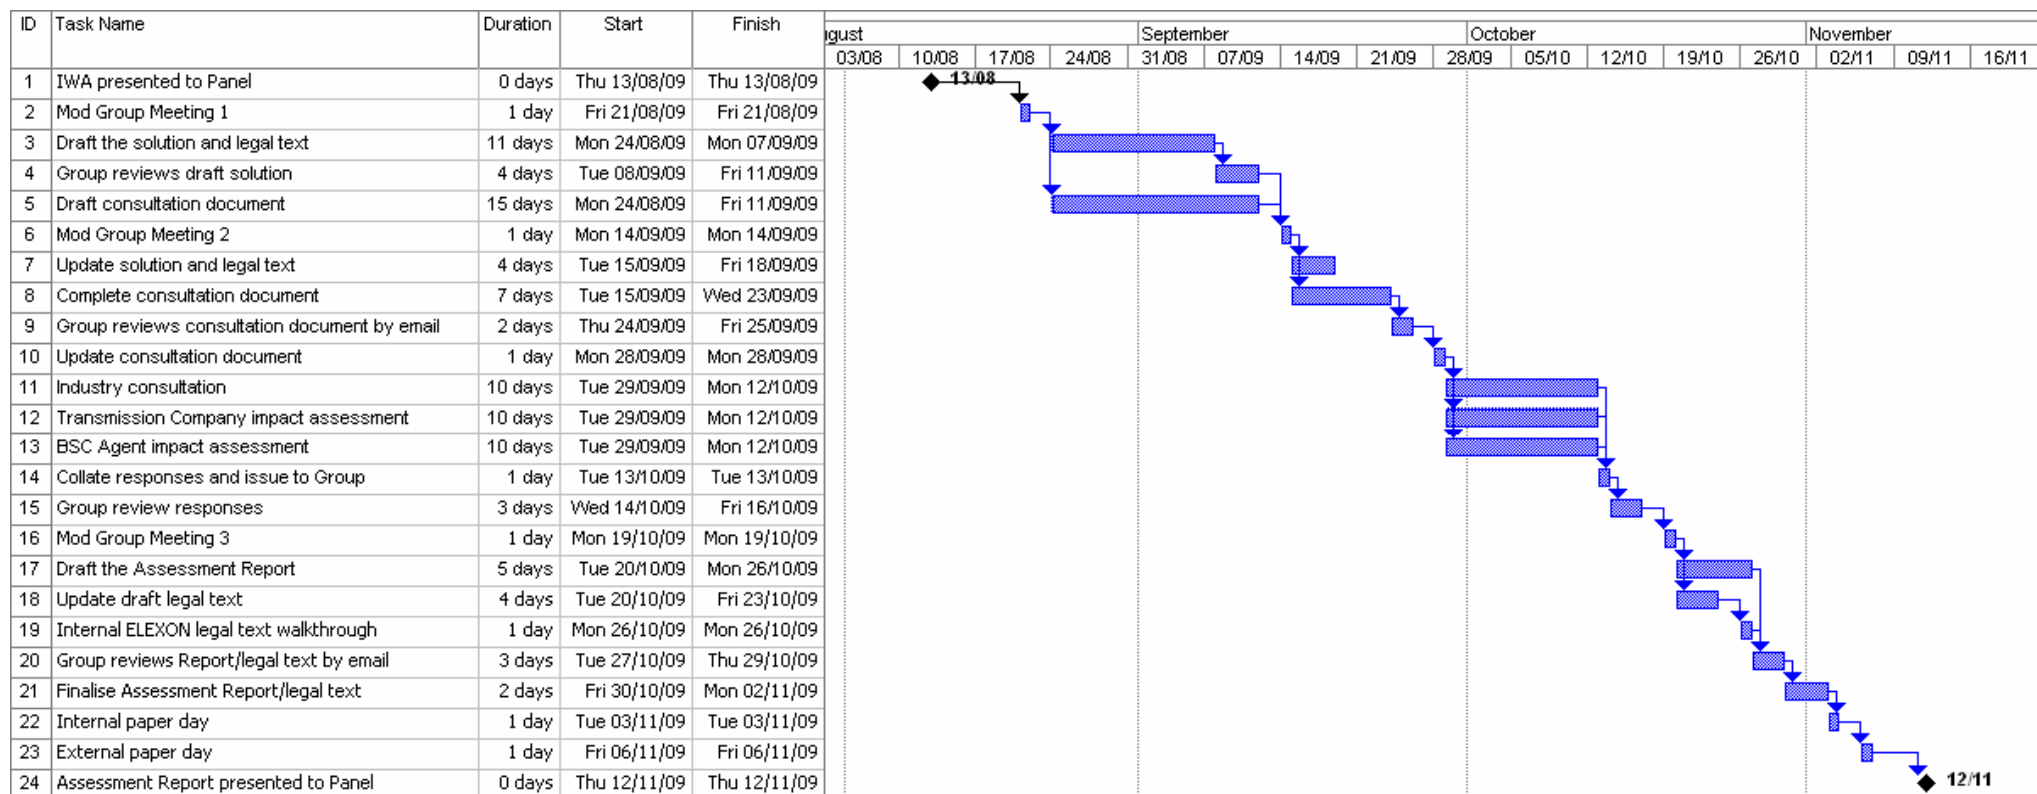 ID Task Name Duration Start Finish
igust September October November
03/08 10/08 17/08 24/08 31/08 07/09 14/09 21/09 28/09 05/10 12/10 19/10 26/10 02/11 09/11 16/11
1 IWA presented to Panel 0 days Thu 13/08/09 Thu 13/08/09 13/08
2 Mod Group Meeting 1 1 day Fri 21/08/09 Fri 21/08/09
3 Draft the solution and legal text 11 days Mon 24/08/09 Mon 07/09/09
4 Group reviews draft solution 4 days Tue 08/09/09 Fri 11/09/09
5 Draft consultation document 15 days Mon 24/08/09 Fri 11/09/09
6 Mod Group Meeting 2 1 day Mon 14/09/09 Mon 14/09/09
7 Update solution and legal text 4 days Tue 15/09/09 Fri 18/09/09
8 Complete consultation document 7 days Tue 15/09/09 Wed 23/09/09
9 Group reviews consultation document by email 2 days Thu 24/09/09 Fri 25/09/09
10 Update consultation document 1 day Mon 28/09/09 Mon 28/09/09
11 Industry consultation 10 days Tue 29/09/09 Mon 12/10/09
12 Transmission Company impact assessment 10 days Tue 29/09/09 Mon 12/10/09
13 BSC Agent impact assessment 10 days Tue 29/09/09 Mon 12/10/09
14 Collate responses and issue to Group 1 day Tue 13/10/09 Tue 13/10/09
15 Group review responses 3 days Wed 14/10/09 Fri 16/10/09
16 Mod Group Meeting 3 1 day Mon 19/10/09 Mon 19/10/09
17 Draft the Assessment Report 5 days Tue 20/10/09 Mon 26/10/09
18 Update draft legal text 4 days Tue 20/10/09 Fri 23/10/09
19 Internal ELEXON legal text walkthrough 1 day Mon 26/10/09 Mon 26/10/09
20 Group reviews Report/legal text by email 3 days Tue 27/10/09 Thu 29/10/09
21 Finalise Assessment Report/legal text 2 days Fri 30/10/09 Mon 02/11/09
22 Internal paper day 1 day Tue 03/11/09 Tue 03/11/09
23 External paper day 1 day Fri 06/11/09 Fri 06/11/09
24 Assessment Report presented to Panel 0 days Thu 12/11/09 Thu 12/11/09 12/11